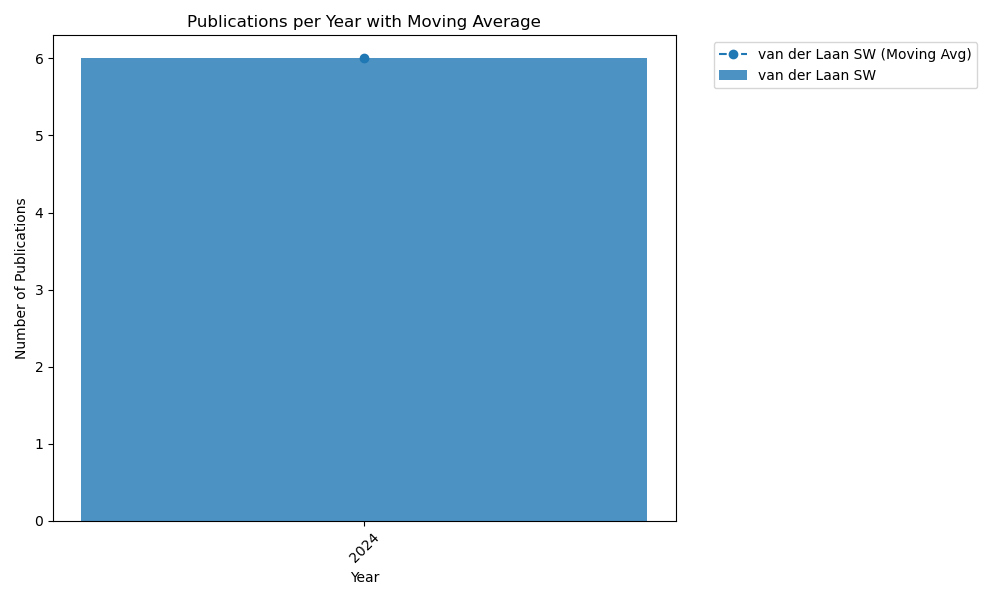 Publications per Year with Moving Average
van der Laan SW (Moving Avg)
van der Laan SW
Number of Publications
6
5
4
3
2
1
0
2024
Year